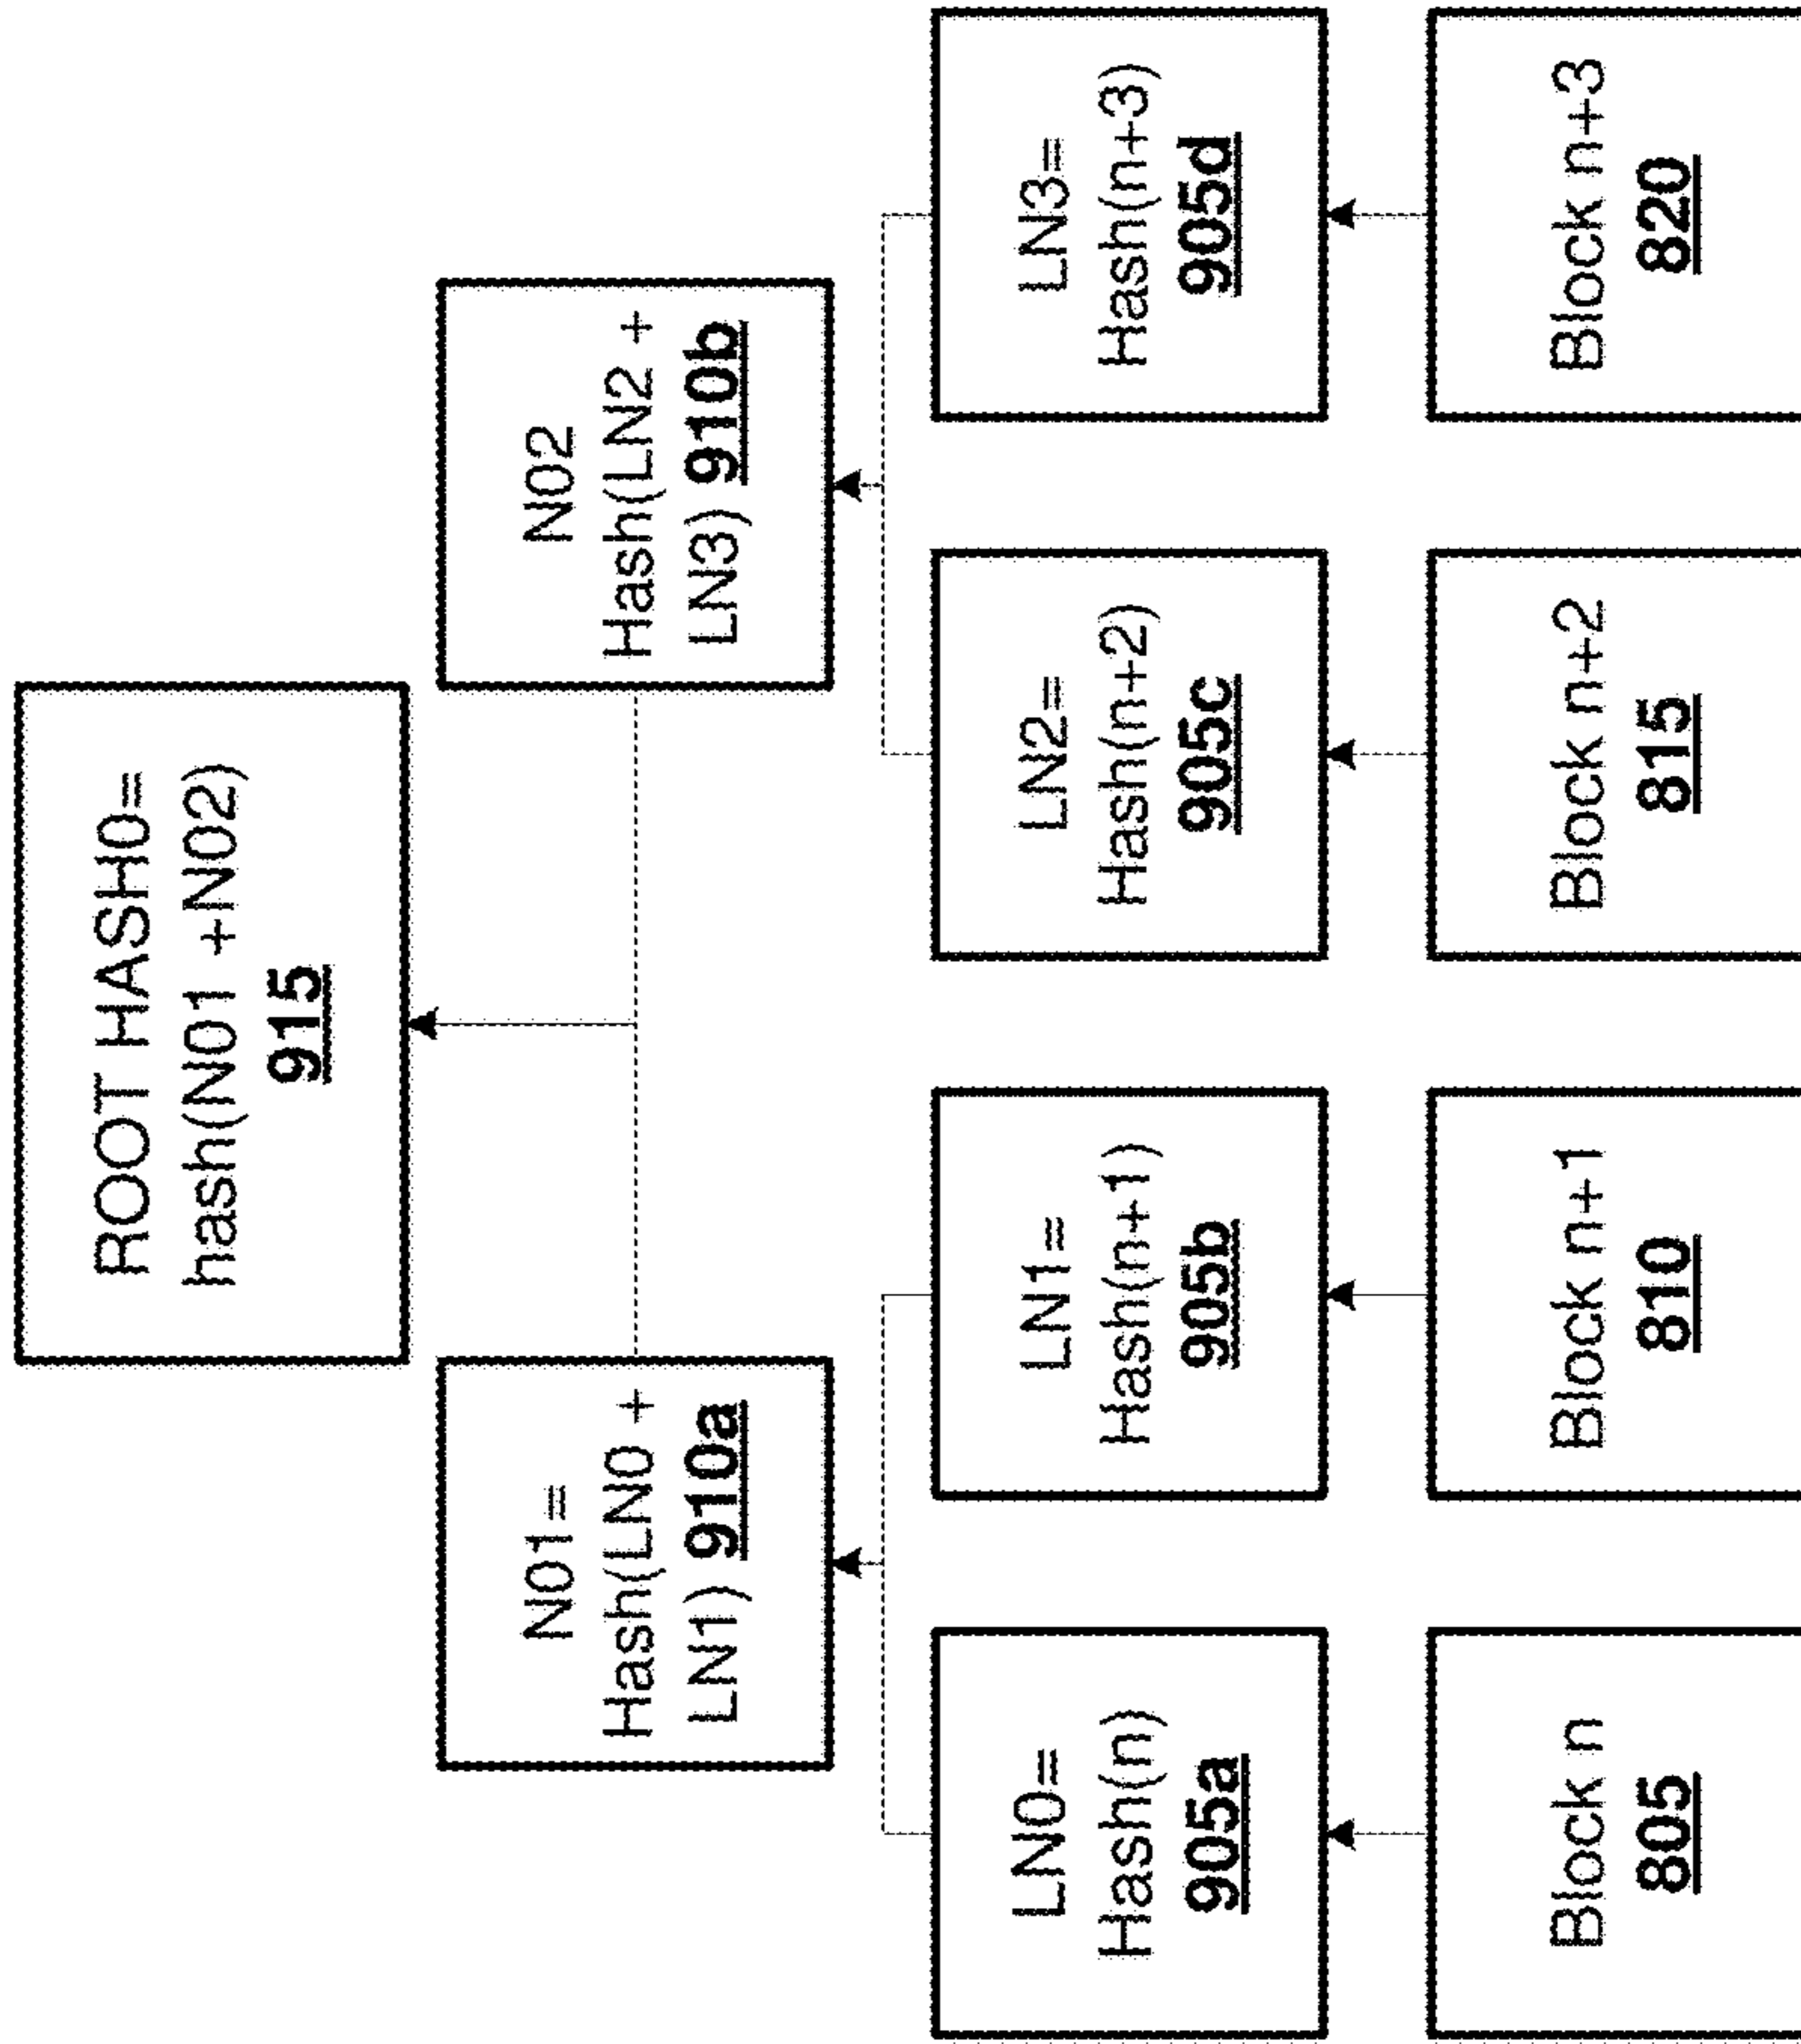 ROOT HASH0=
hash(N01 +N02)
915
N01=
Hash(LN0 +
LN1) 910a
N02
Hash(LN2 +
LN3) 910b
LN0=
Hash(n)
905a
LN1=
Hash(n+1)
905b
LN2=
Hash(n+2)
905c
LN3=
Hash(n+3)
905d
Block n
805
Block n+1
810
Block n+2
815
Block n+3
820